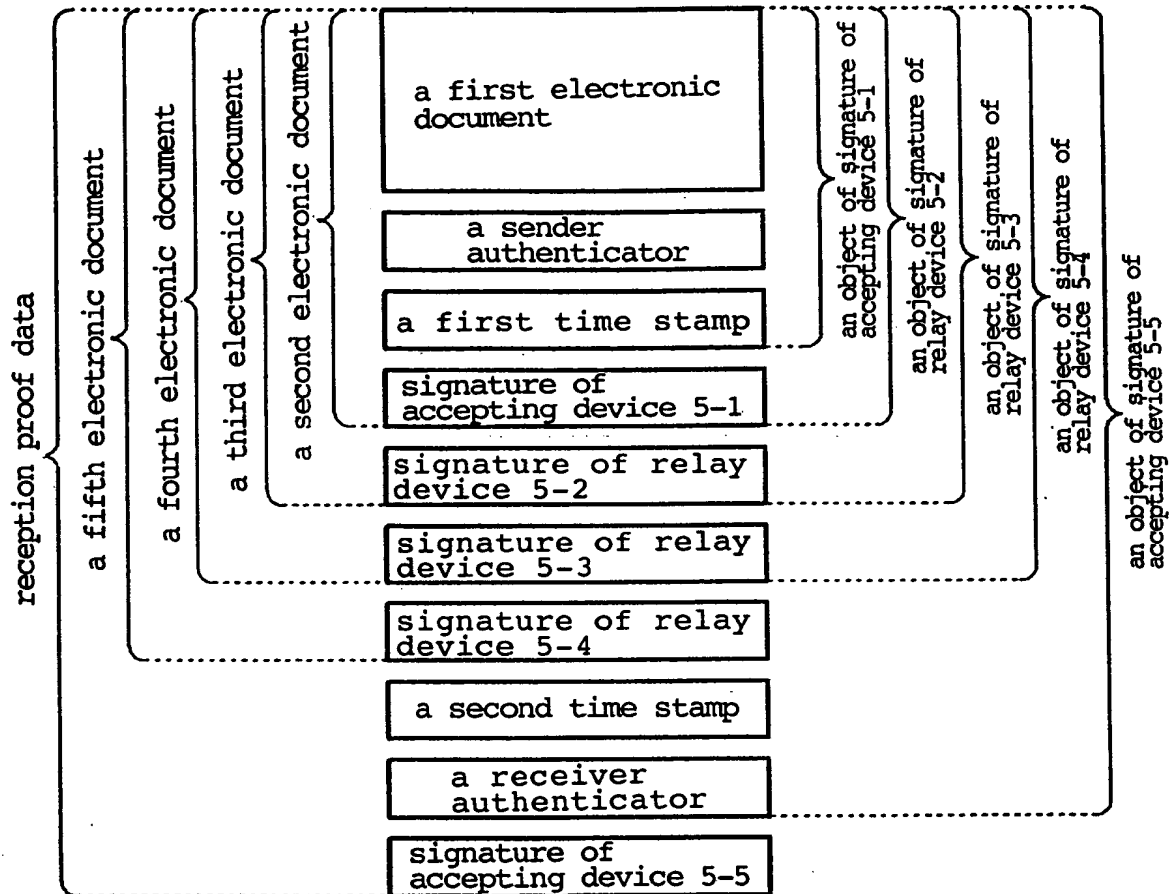 reception proof data
a fifth electronic document
a fourth electronic document
a third electronic document
a second electronic document
a first electronic
document
a sender
authenticator
a first time stamp
signature of
accepting device 5-1
signature of relay
device 5-2
signature of relay
device 5-3
signature of relay
device 5-4
a second time stamp
a receiver
authenticator
signature of
accepting device 5-5
an object of signature of
accepting device 5-1
an object of signature of
relay device 5-2
an object of signature of
relay device 5-3
an object of signature of
relay device 5-4
an object of signature of
accepting device 5-5